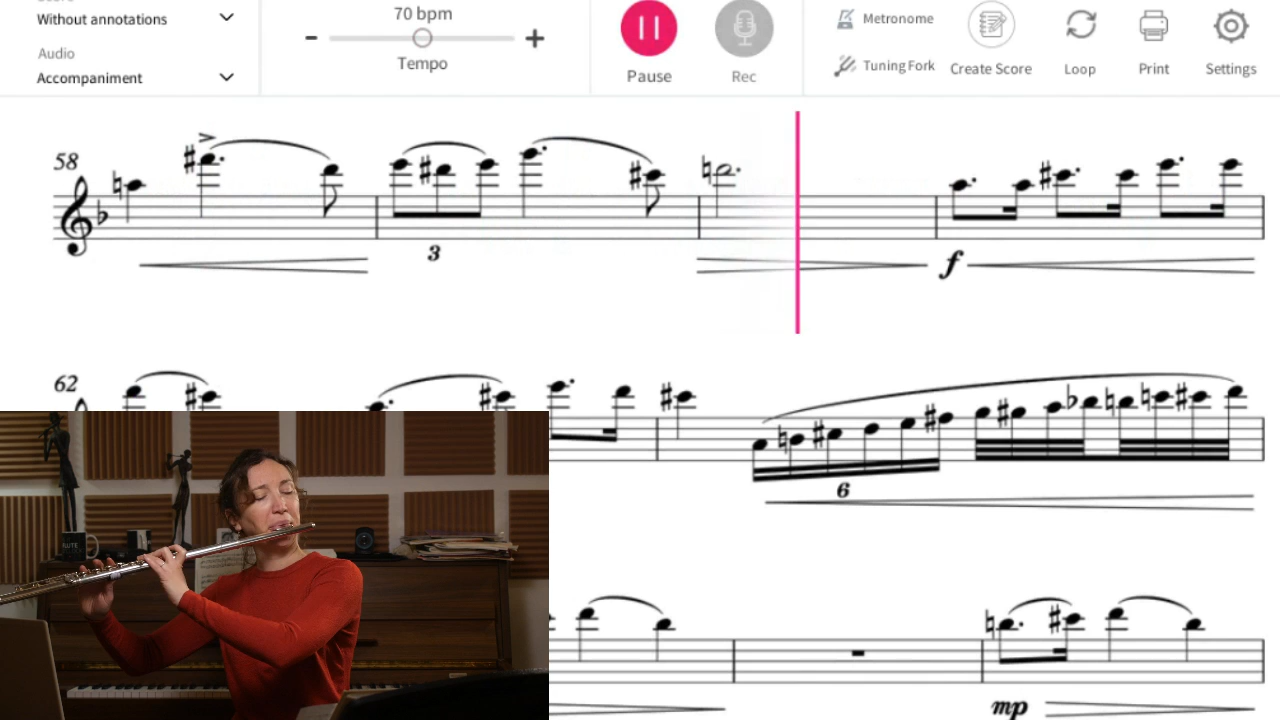 Without annotations
Audio
Accompaniment
70 bpm
Tempo
Pause
Rec
Metronome
Tuning Fork
Create Score
Loop
Print
Settings
58
3
f
62
6
mp